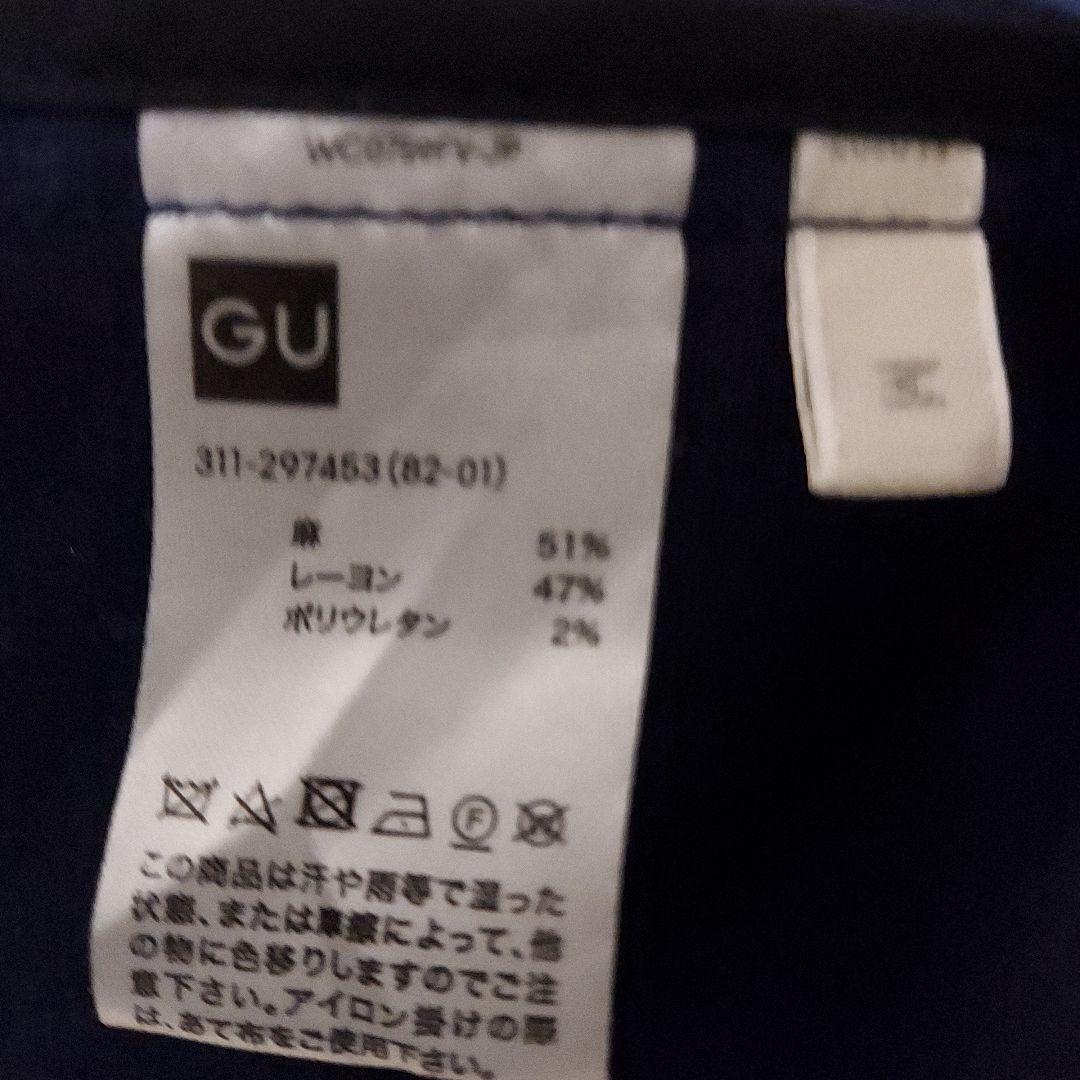 GU
311-297453(82-01)
麻 51%
レーヨン 47%
ポリウレタン 2%
F
この商品は汗や雨等で湿った
状態、または摩擦によって、他
の物に色移りしますのでご注
意下さい。アイロン掛けの際
は、あて布をご使用下さい。